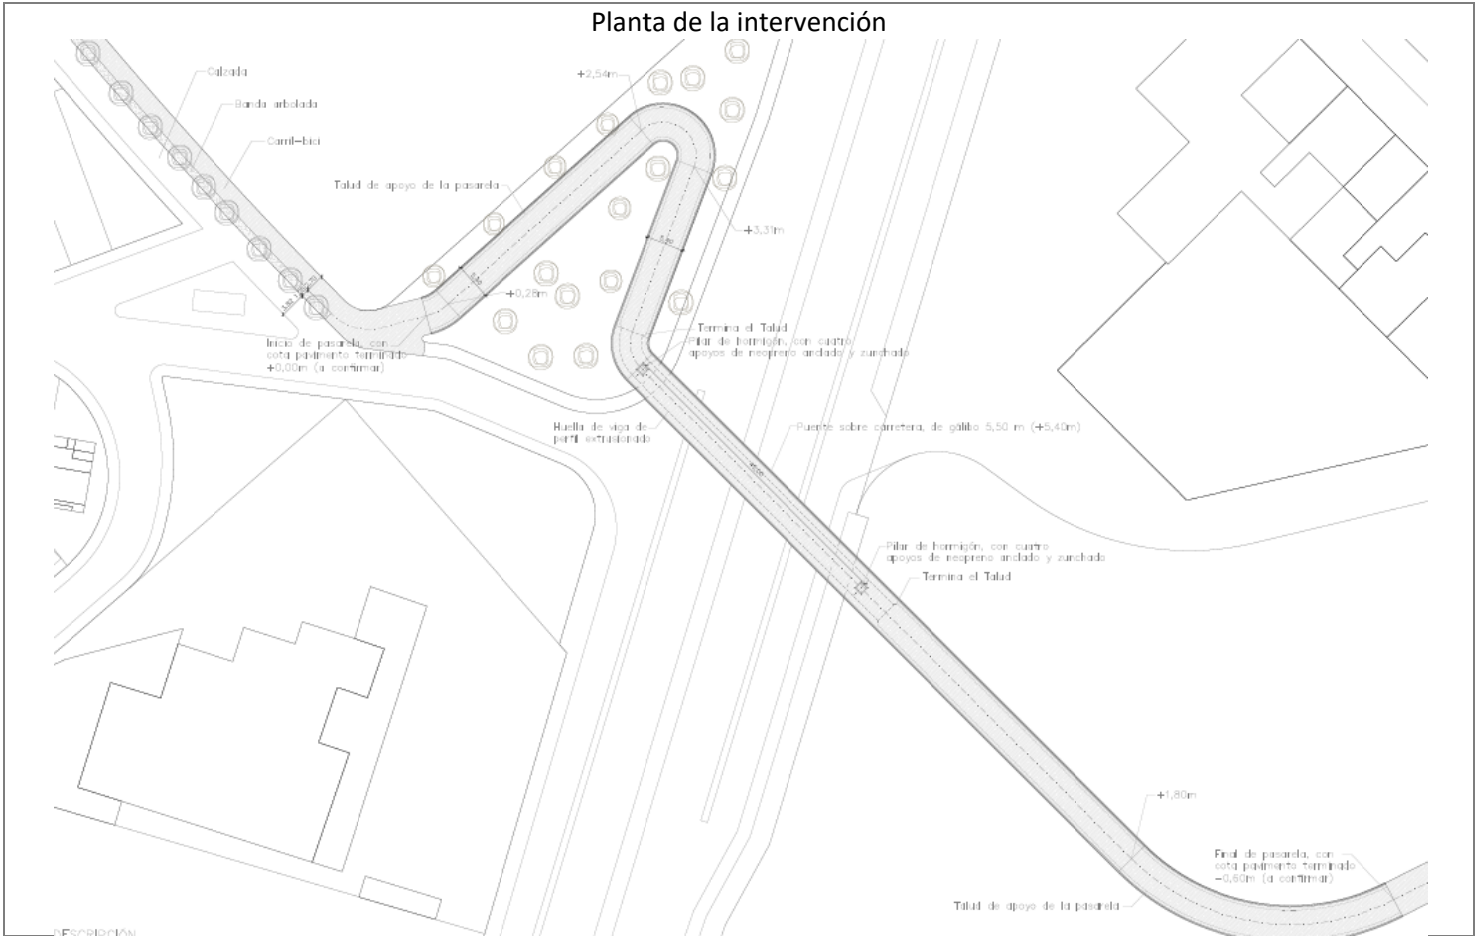 Planta de la intervención
+2,54m
Calzada
Banda arbolada
Carril-bici
Talud de apoyo de la pasarela
+3,31m
+0,28m
Termina el Talud
Pilar de hormigón, con cuatro
apoyos de neopreno anclado y zunchado
Inicio de pasarela, con
cota pavimento terminado
+0,00m (a confirmar)
Huella de viga de
perfil extrusionado
Puente sobre carretera, de gálibo 5,50 m (+5,40m)
45,00
Pilar de hormigón, con cuatro
apoyos de neopreno anclado y zunchado
Termina el Talud
+1,80m
Final de pasarela, con
cota pavimento terminado
-0,60m (a confirmar)
Talud de apoyo de la pasarela
DESCRIPCIÓN